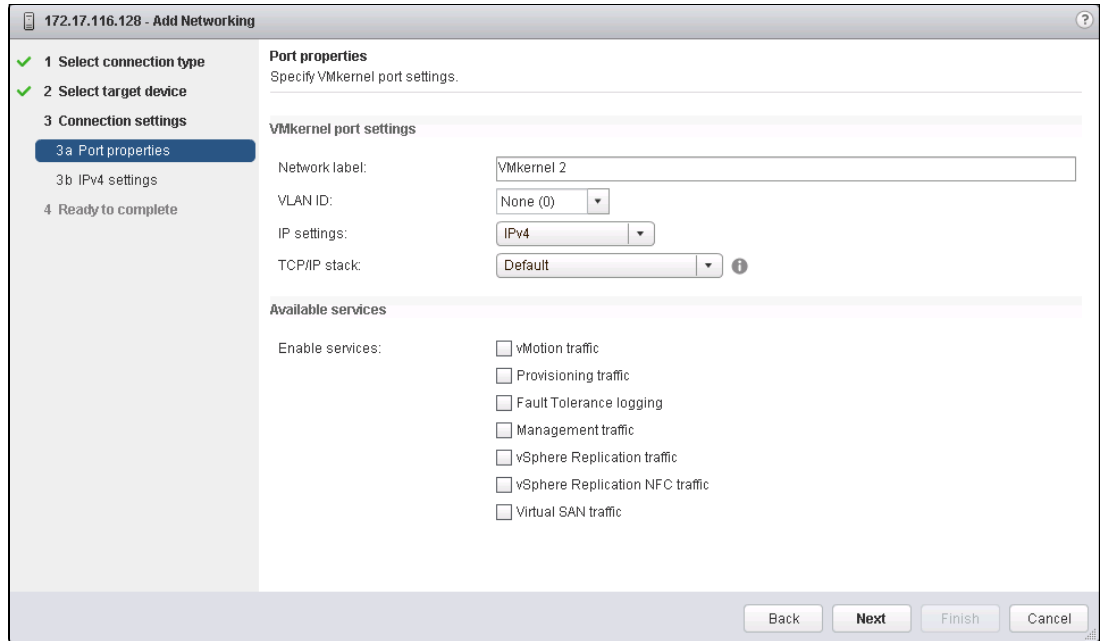 172.17.116.128 - Add Networking
?
1 Select connection type
2 Select target device
3 Connection settings
3a Port properties
3b IPv4 settings
4 Ready to complete
Port properties
Specify VMkernel port settings.
VMkernel port settings
Network label: VMkernel 2
VLAN ID: None (0)
IP settings: IPv4
TCP/IP stack: Default
Available services
Enable services: vMotion traffic
Provisioning traffic
Fault Tolerance logging
Management traffic
vSphere Replication traffic
vSphere Replication NFC traffic
Virtual SAN traffic
Back Next Finish Cancel